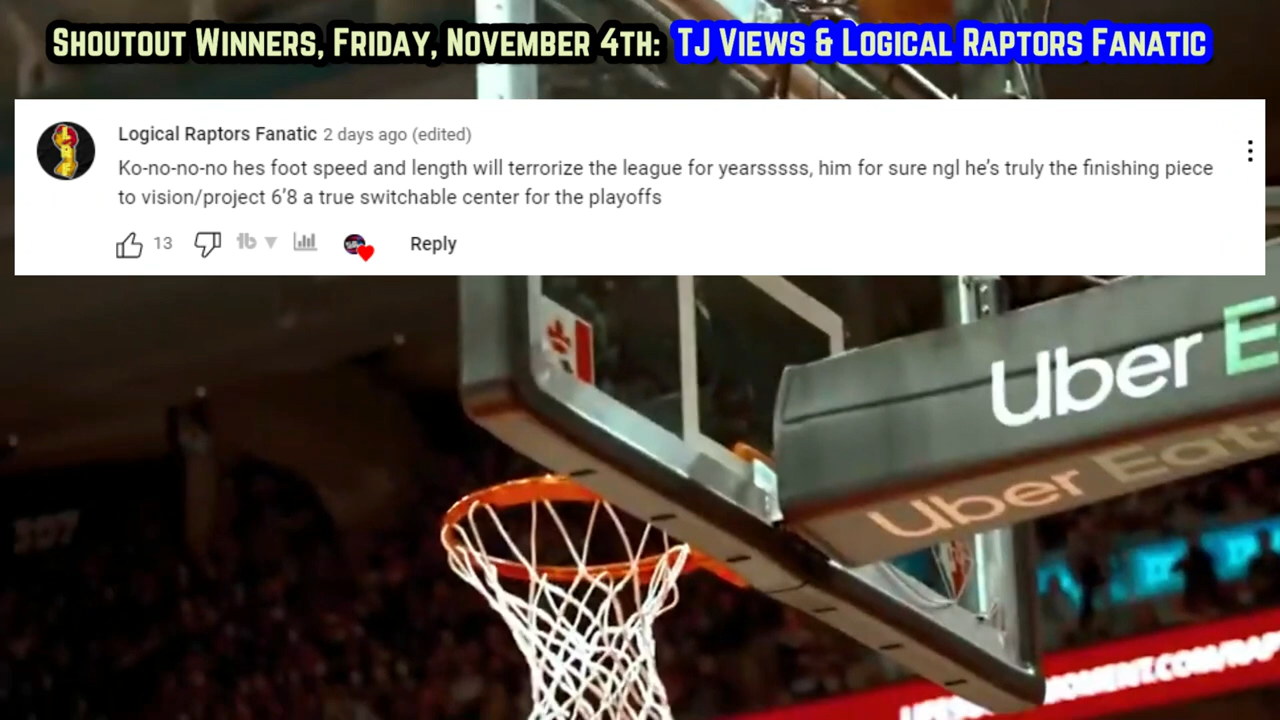 Shoutout Winners, Friday, November 4th: TJ Views & Logical Raptors Fanatic
Logical Raptors Fanatic 2 days ago (edited)
Ko-no-no-no hes foot speed and length will terrorize the league for yearsssss, him for sure ngl he's truly the finishing piece
to vision/project 6'8 a true switchable center for the playoffs
13
Reply
Uber E
Uber Eats
307